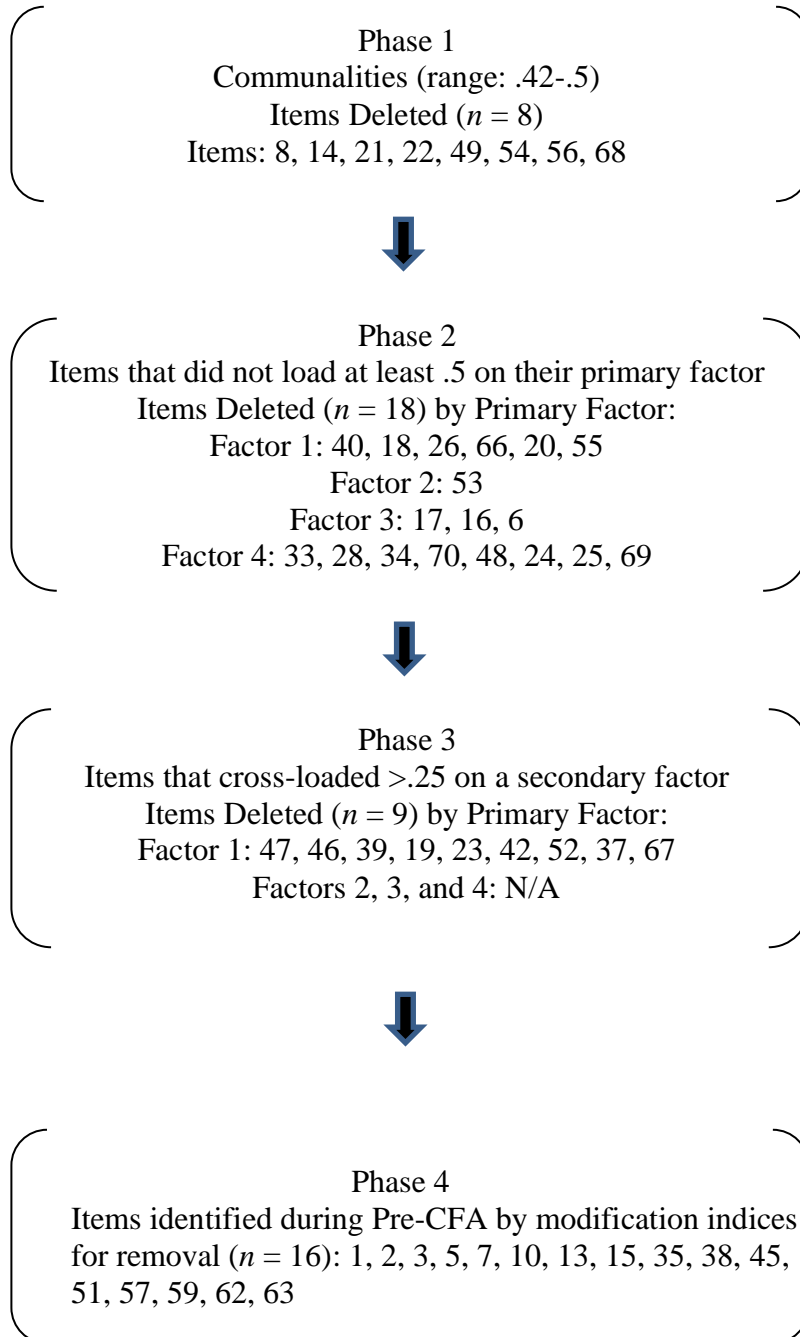 Phase 1
Communalities (range: .42-.5)
Items Deleted (n = 8)
Items: 8, 14, 21, 22, 49, 54, 56, 68
Phase 2
Items that did not load at least .5 on their primary factor
Items Deleted (n = 18) by Primary Factor:
Factor 1: 40, 18, 26, 66, 20, 55
Factor 2: 53
Factor 3: 17, 16, 6
Factor 4: 33, 28, 34, 70, 48, 24, 25, 69
Phase 3
Items that cross-loaded >.25 on a secondary factor
Items Deleted (n = 9) by Primary Factor:
Factor 1: 47, 46, 39, 19, 23, 42, 52, 37, 67
Factors 2, 3, and 4: N/A
Phase 4
Items identified during Pre-CFA by modification indices
for removal (n = 16): 1, 2, 3, 5, 7, 10, 13, 15, 35, 38, 45,
51, 57, 59, 62, 63